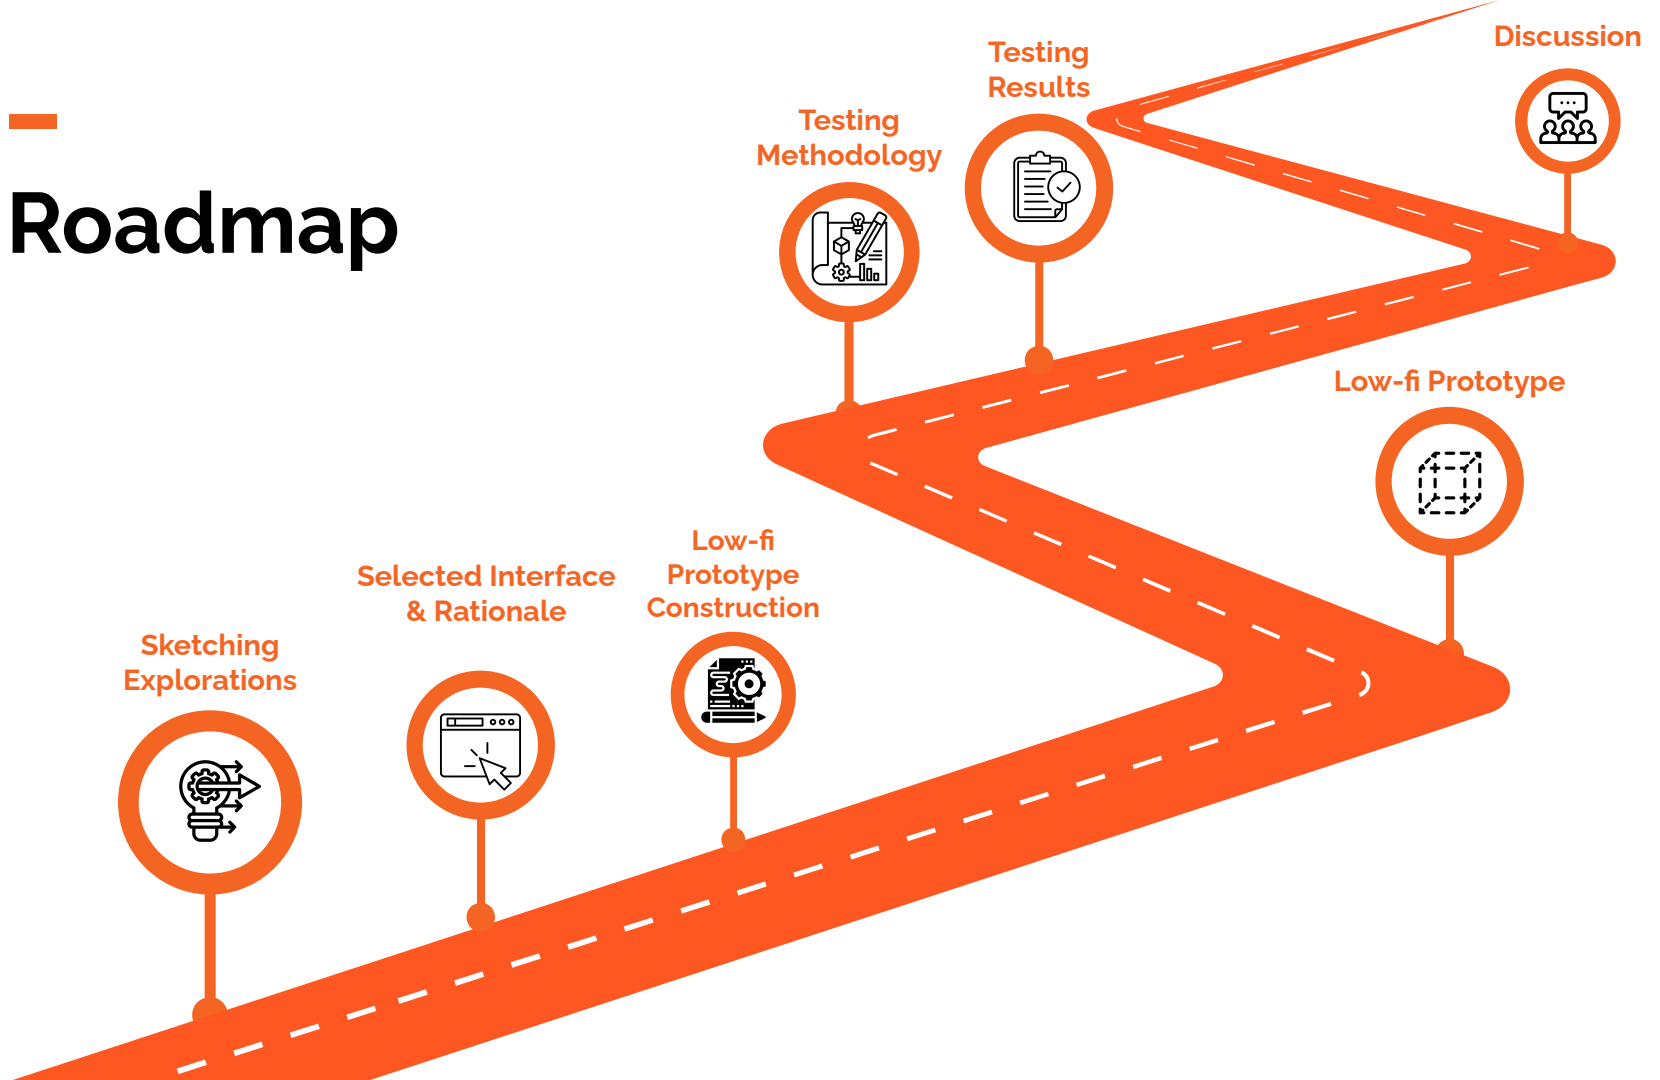 Roadmap
Sketching
Explorations
Selected Interface
& Rationale
Low-fi
Prototype
Construction
Low-fi Prototype
Testing
Methodology
Testing
Results
Discussion